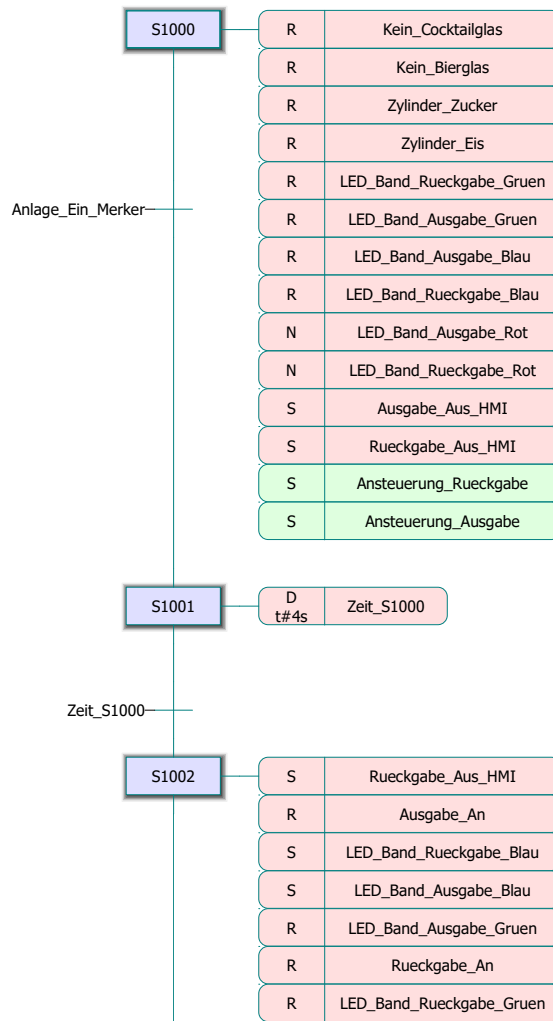 S1000
R Kein_Cocktailglas
R Kein_Bierglas
R Zylinder_Zucker
R Zylinder_Eis
R LED_Band_Rueckgabe_Gruen
Anlage_Ein_Merker
R LED_Band_Ausgabe_Gruen
R LED_Band_Ausgabe_Blau
R LED_Band_Rueckgabe_Blau
N LED_Band_Ausgabe_Rot
N LED_Band_Rueckgabe_Rot
S Ausgabe_Aus_HMI
S Rueckgabe_Aus_HMI
S Ansteuerung_Rueckgabe
S Ansteuerung_Ausgabe
S1001
D
t#4s
Zeit_S1000
Zeit_S1000
S1002
S Rueckgabe_Aus_HMI
R Ausgabe_An
S LED_Band_Rueckgabe_Blau
S LED_Band_Ausgabe_Blau
R LED_Band_Ausgabe_Gruen
R Rueckgabe_An
R LED_Band_Rueckgabe_Gruen